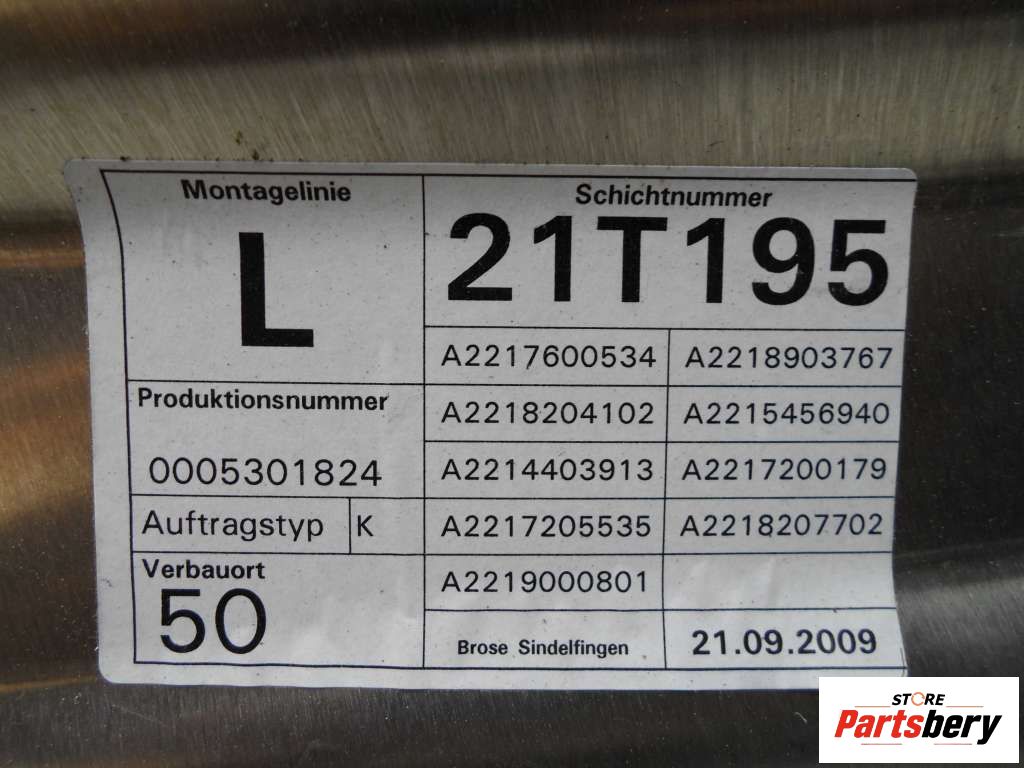 Montagelinie
L
Schichtnummer
21T195
Produktionsnummer
0005301824
Auftragstyp K
Verbauort
50
A2217600534 A2218903767
A2218204102 A2215456940
A2214403913 A2217200179
A2217205535 A2218207702
A2219000801
Brose Sindelfingen 21.09.2009
STORE
Partsbery